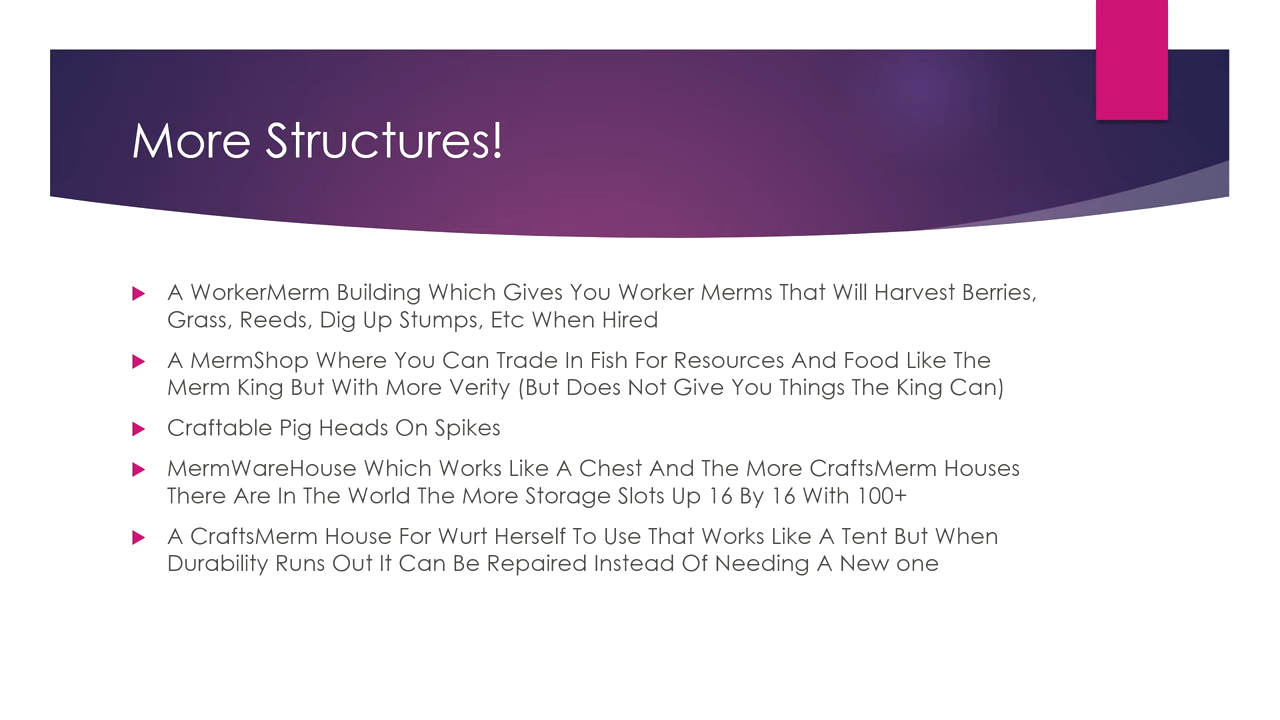 More Structures!
A WorkerMerm Building Which Gives You Worker Merms That Will Harvest Berries,
Grass, Reeds, Dig Up Stumps, Etc When Hired
A MermShop Where You Can Trade In Fish For Resources And Food Like The
Merm King But With More Verity (But Does Not Give You Things The King Can)
Craftable Pig Heads On Spikes
MermWareHouse Which Works Like A Chest And The More CraftsMerm Houses
There Are In The World The More Storage Slots Up 16 By 16 With 100+
A CraftsMerm House For Wurt Herself To Use That Works Like A Tent But When
Durability Runs Out It Can Be Repaired Instead Of Needing A New one